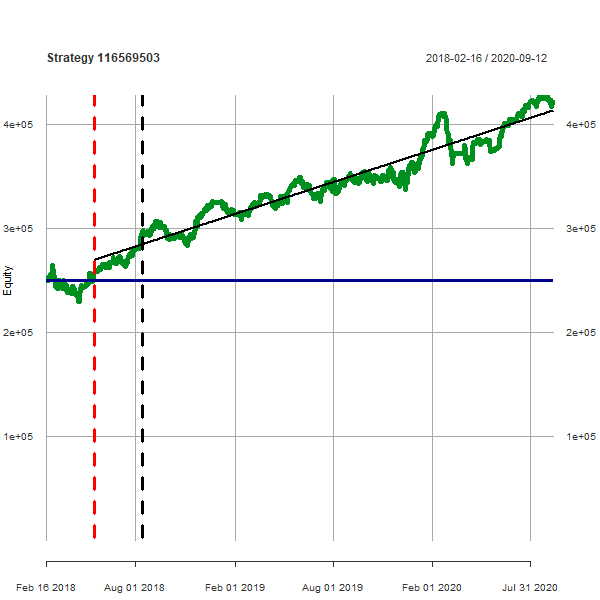 Strategy 116569503
2018-02-16 / 2020-09-12
4e+05
4e+05
3e+05
3e+05
Equity
2e+05
2e+05
1e+05
1e+05
Feb 16 2018
Aug 01 2018
Feb 01 2019
Aug 01 2019
Feb 01 2020
Jul 31 2020